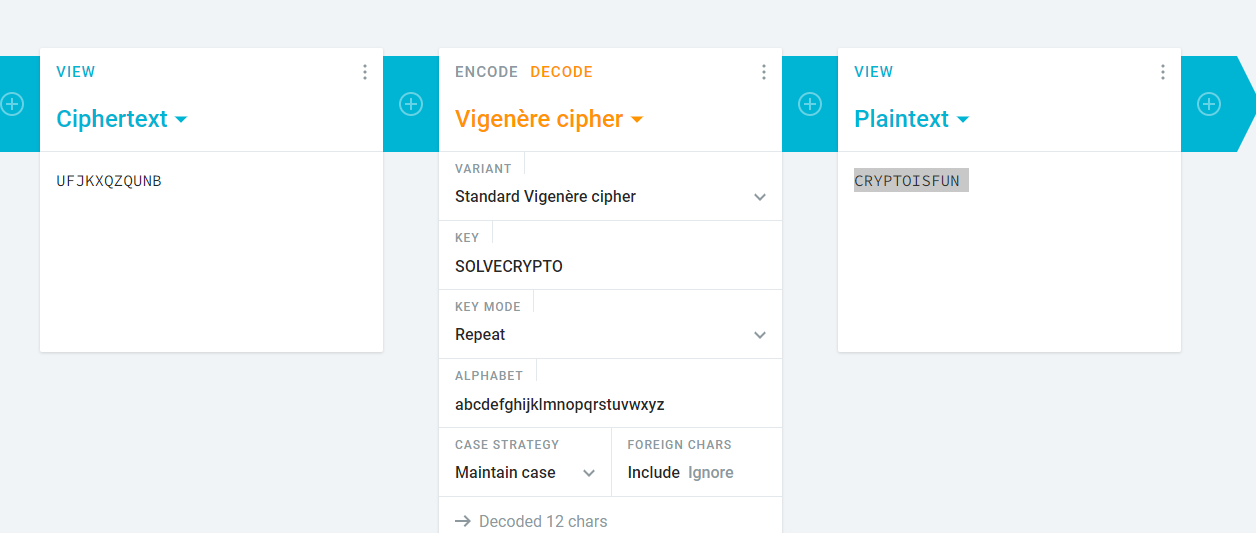 VIEW
Ciphertext
UFJKXQZQUNB
ENCODE DECODE
Vigenère cipher
VARIANT
Standard Vigenère cipher
KEY
SOLVECRYPTO
KEY MODE
Repeat
ALPHABET
abcdefghijklmnopqrstuvwxyz
CASE STRATEGY
Maintain case
FOREIGN CHARS
Include Ignore
Decoded 12 chars
VIEW
Plaintext
CRYPTOISFUN